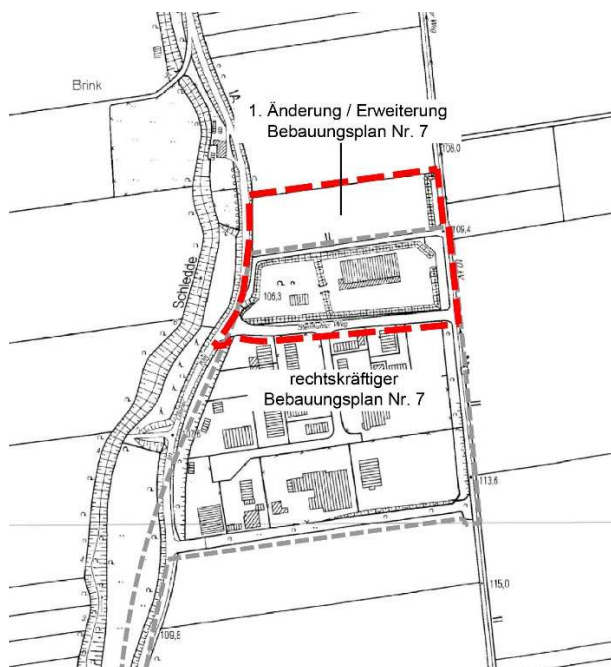 Brink
1. Änderung / Erweiterung
Bebauungsplan Nr. 7
108,0
109,4
Schledde
106,3
rechtskräftiger
Bebauungsplan Nr. 7
113,6
115,0
109,8